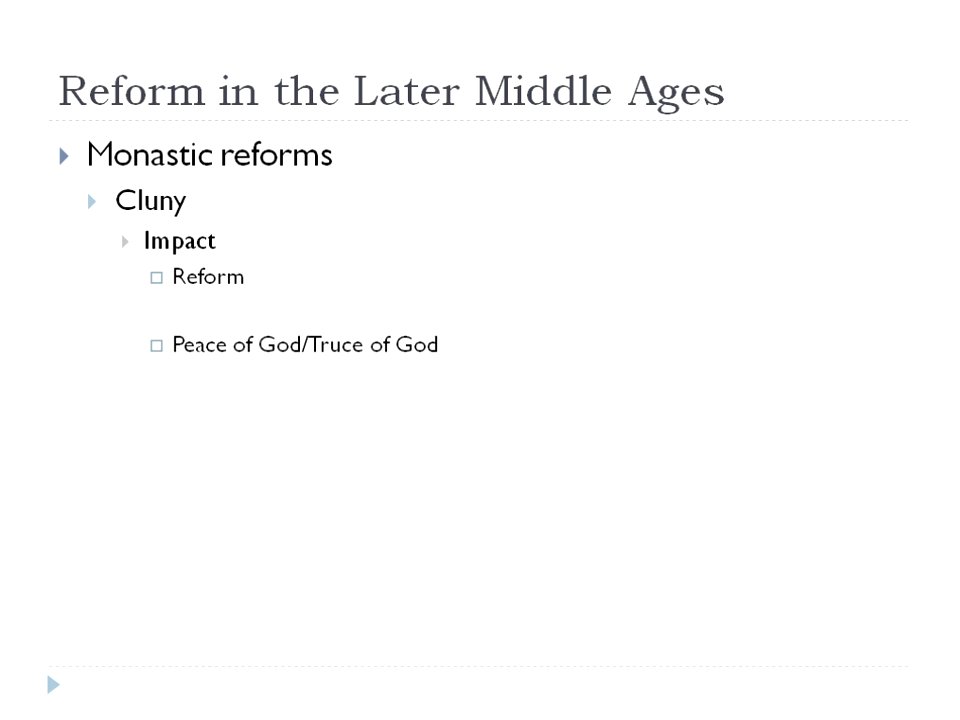 Reform in the Later Middle Ages
Monastic reforms
Cluny
Impact
Reform
Peace of God/Truce of God